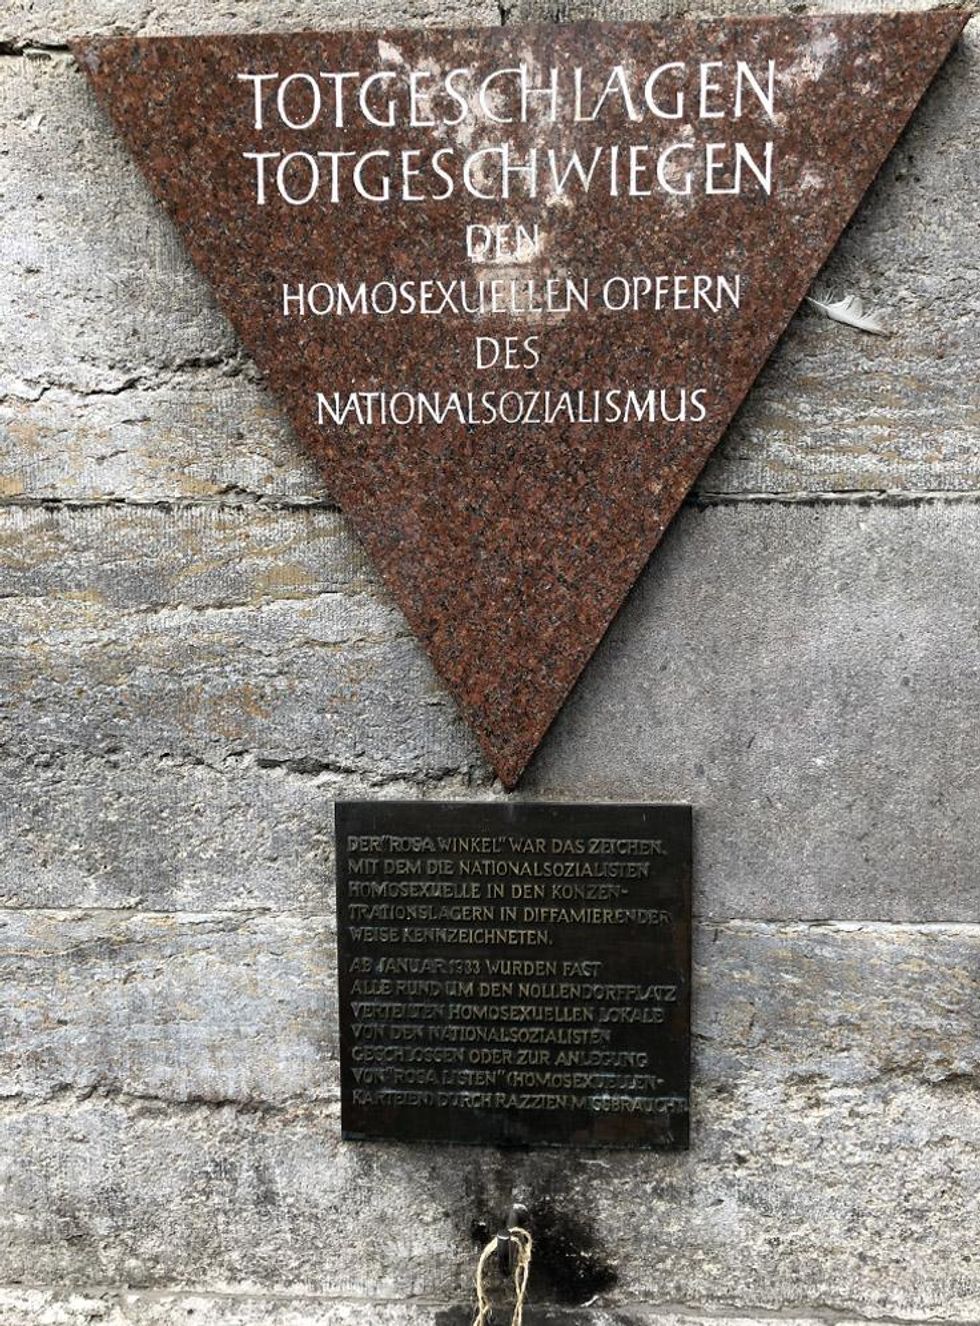 TOTGESCHLAGEN
TOTGESCHWIEGEN
DEN
HOMOSEXUELLEN OPFERN
DES
NATIONALSOZIALISMUS
DER "ROSA WINKEL" WAR DAS ZEICHEN,
MIT DEM DIE NATIONALSOZIALISTEN
HOMOSEXUELLE IN DEN KONZEN-
TRATIONSLAGERN IN DIFFAMIERENDER
WEISE KENNZEICHNETEN.
AB JANUAR 1933 WURDEN FAST
ALLE RUND UM DEN NOLLENDORFPLATZ
VERTEILTEN HOMOSEXUELLEN LOKALE
VON DEN NATIONALSOZIALISTEN
GESCHLOSSEN ODER ZUR ANLEGUNG
VON "ROSA LISTEN" (HOMOSEXUELLEN-
KARTEIEN) DURCH RAZZIEN MISSBRAUCHT.